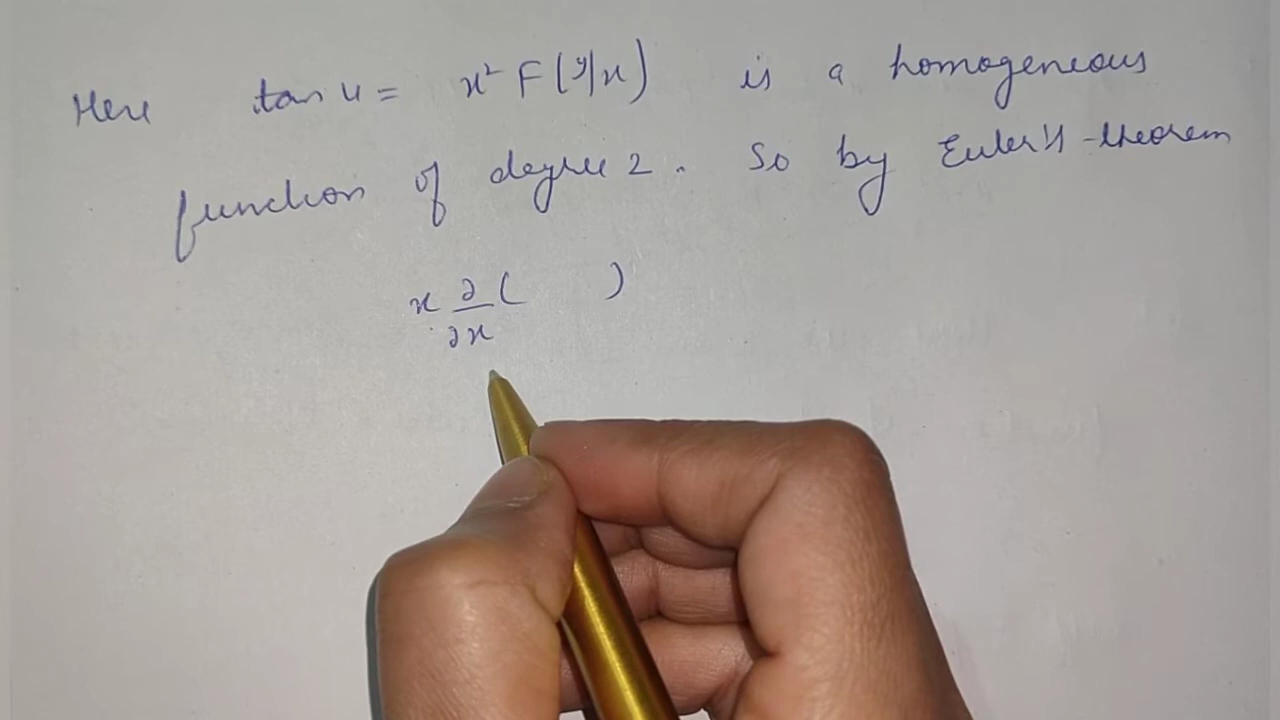 Here tan u = x² F(y/x) is a homogeneous
function of degree 2. So by Euler's theorem
x ∂/∂x ( )